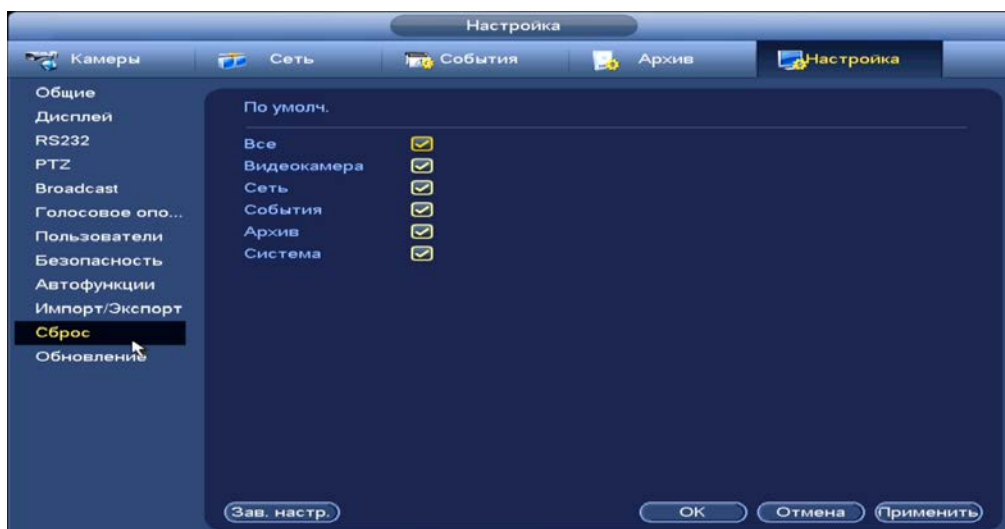 Настройка
Камеры Сеть События Архив Настройка
Общие
Дисплей
RS232
PTZ
Broadcast
Голосовое опо...
Пользователи
Безопасность
Автофункции
Импорт/Экспорт
Сброс
Обновление
По умолч.
Все
Видеокамера
Сеть
События
Архив
Система
Зав. настр. OK Отмена Применить